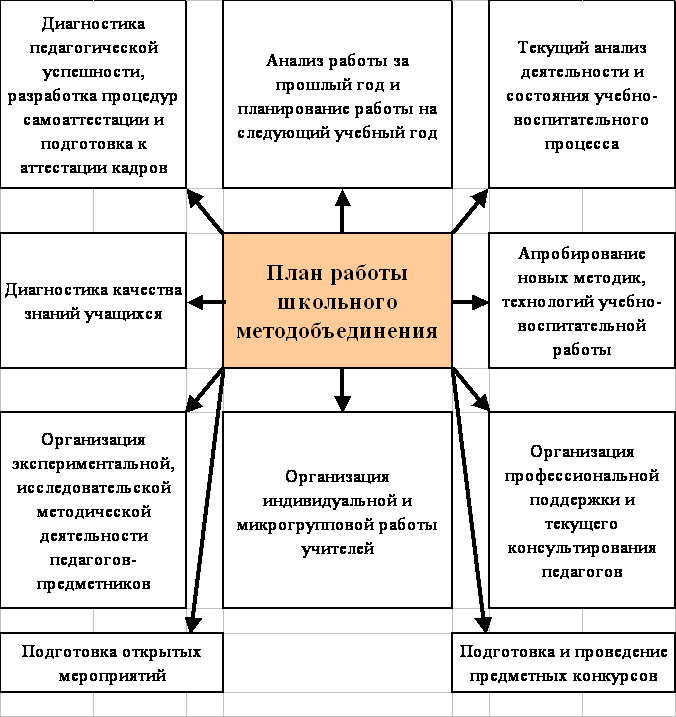 Диагностика
педагогической
успешности,
разработка процедур
самоаттестации и
подготовка к
аттестации кадров
Анализ работы за
прошлый год и
планирование работы на
следующий учебный год
Текущий анализ
деятельности и
состояния учебно-
воспитательного
процесса
Диагностика качества
знаний учащихся
План работы
школьного
методобъединения
Апробирование
новых методик,
технологий учебно-
воспитательной
работы
Организация
экспериментальной,
исследовательской
методической
деятельности
педагогов-
предметников
Организация
индивидуальной и
микрогрупповой работы
учителей
Организация
профессиональной
поддержки и
текущего
консультирования
педагогов
Подготовка открытых
мероприятий
Подготовка и проведение
предметных конкурсов